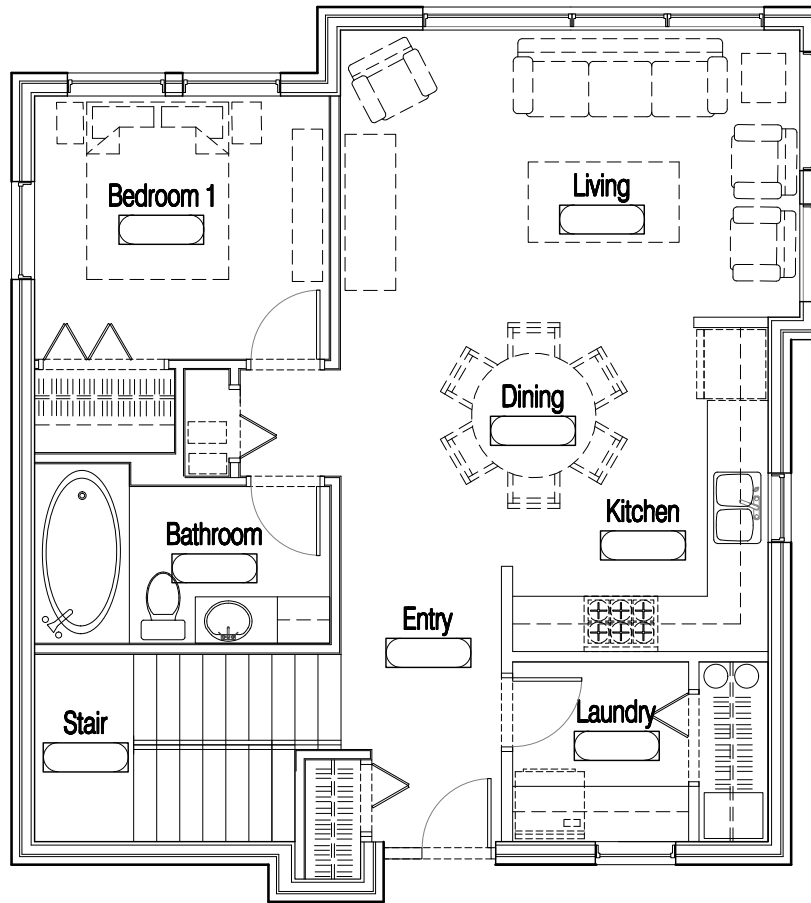 Bedroom 1
Living
Dining
Kitchen
Bathroom
Entry
Stair
Laundry